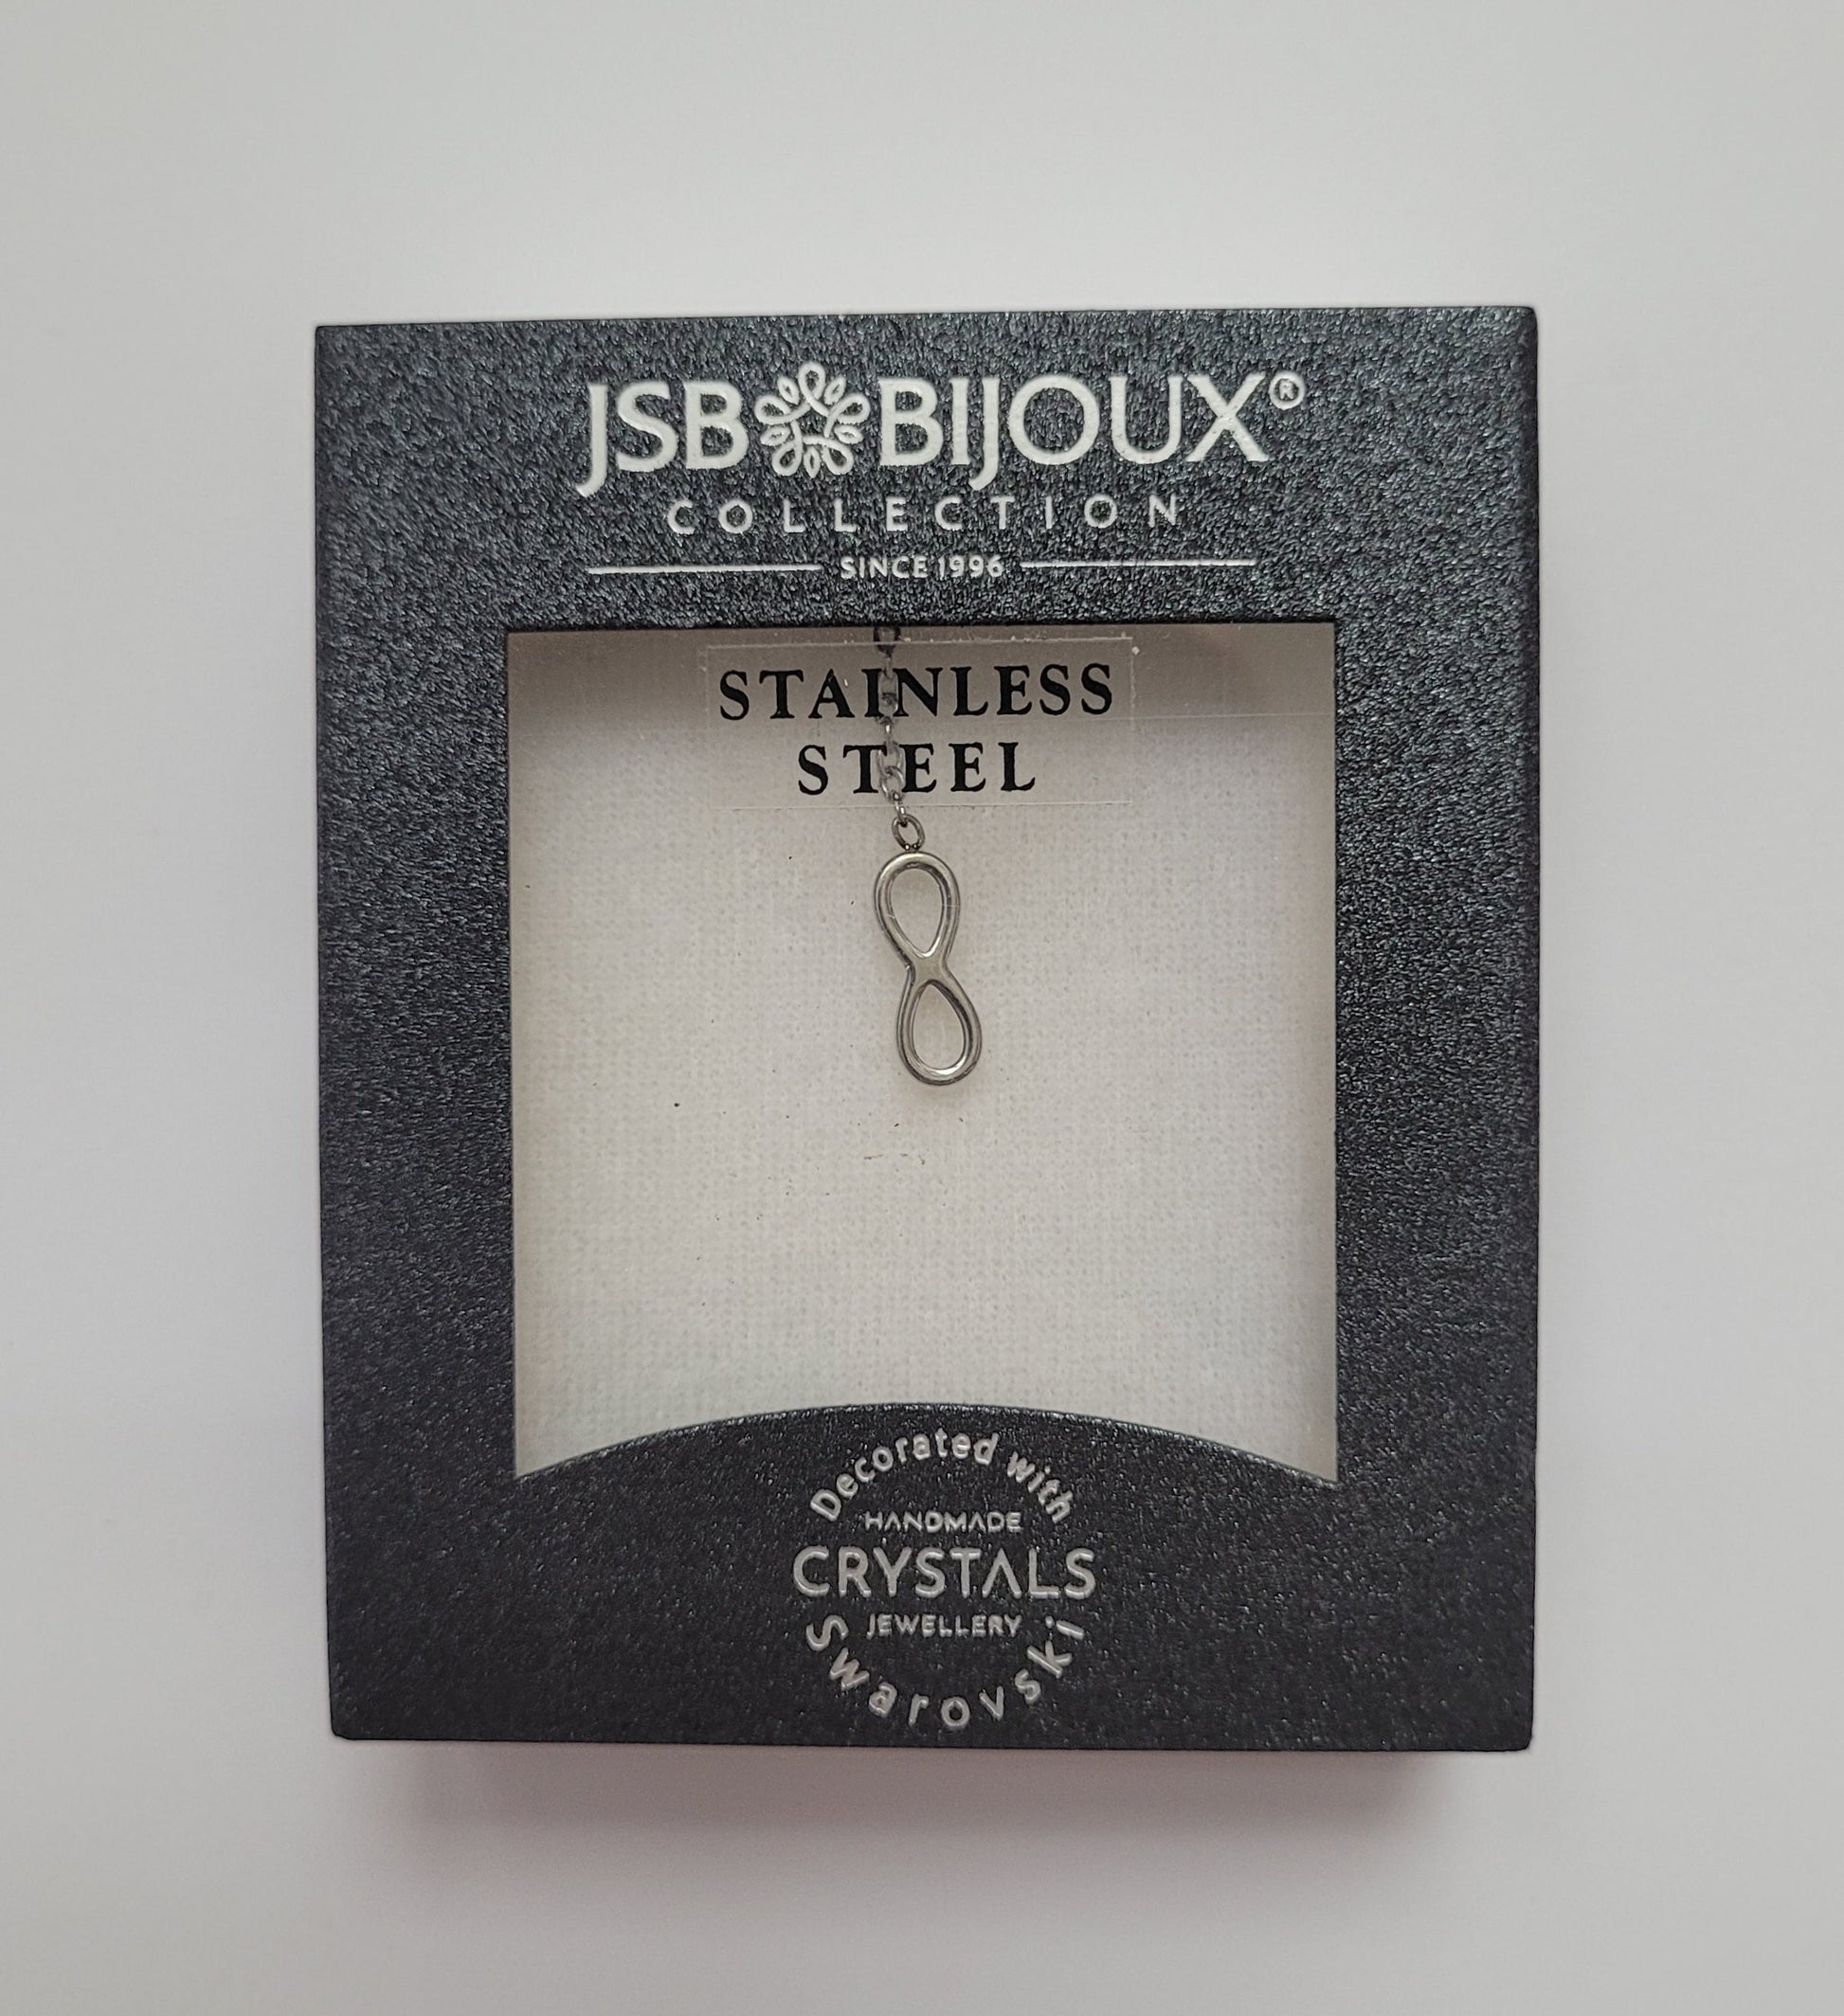 JSB BIJOUX®
COLLECTION
SINCE 1996
STAINLESS
STEEL
Decorated with
HANDMADE
CRYSTALS
JEWELLERY
Swarovski